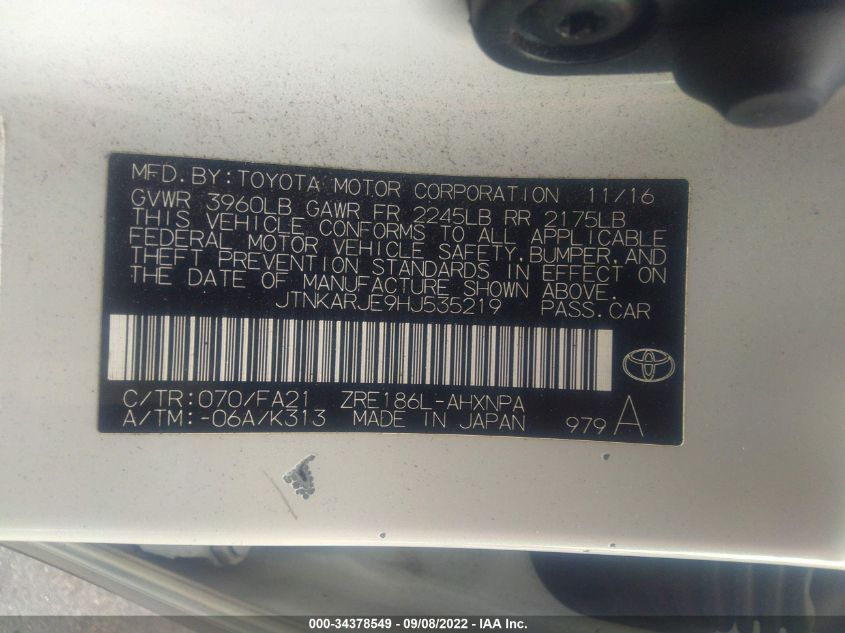 MFD.BY:TOYOTA MOTOR CORPORATION 11/16
GVWR 3960LB GAWR FR 2245LB RR 2175LB
THIS VEHICLE CONFORMS TO ALL APPLICABLE
FEDERAL MOTOR VEHICLE SAFETY,BUMPER,AND
THEFT PREVENTION STANDARDS IN EFFECT ON
THE DATE OF MANUFACTURE SHOWN ABOVE.
JTNKARJE9HJ535219 PASS.CAR
C/TR:070/FA21 ZRE186L-AHXNPA
A/TM:-06A/K313 MADE IN JAPAN 979 A
000-34378549 - 09/08/2022 - IAA Inc.